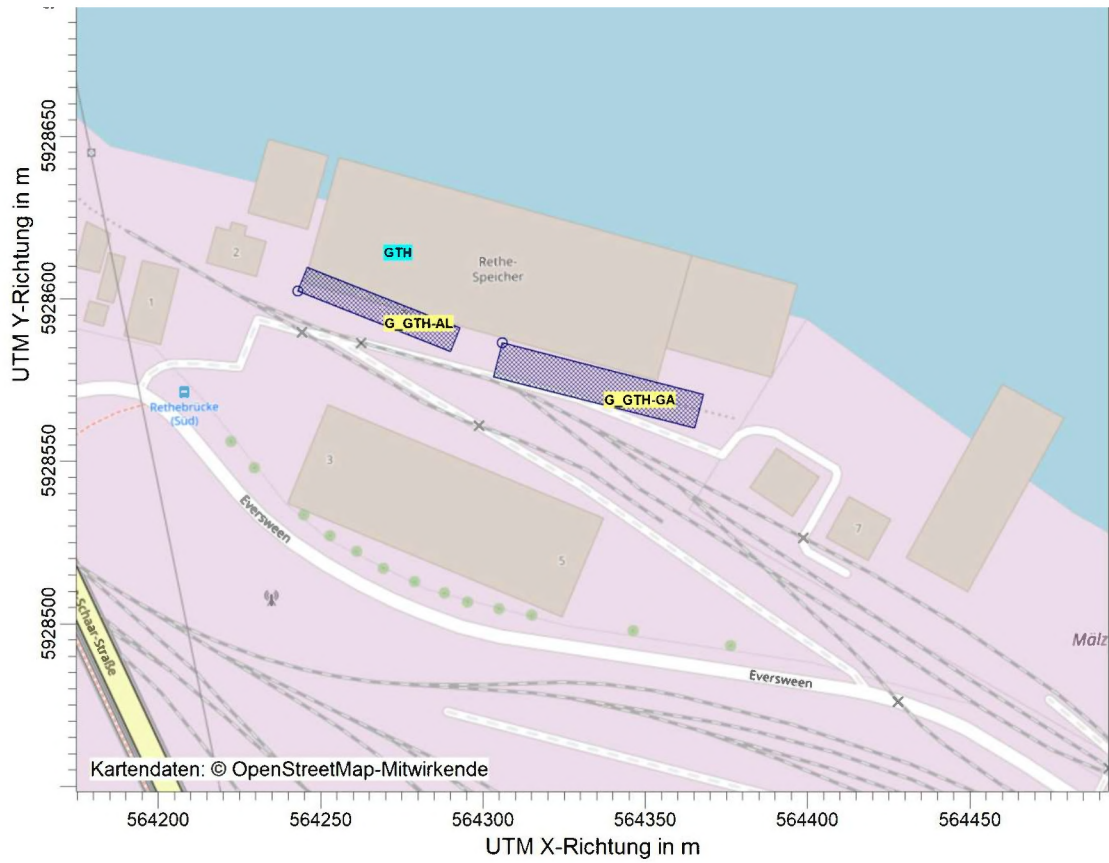 UTM Y-Richtung in m
5928650
5928600
5928550
5928500
2
1
GTH
Rethe-
Speicher
G_GTH-AL
G_GTH-GA
Rethebrücke
(Süd)
3
5
7
Eversween
Schaar-Straße
Mälz
Eversween
Kartendaten: © OpenStreetMap-Mitwirkende
564200
564250
564300
564350
564400
564450
UTM X-Richtung in m